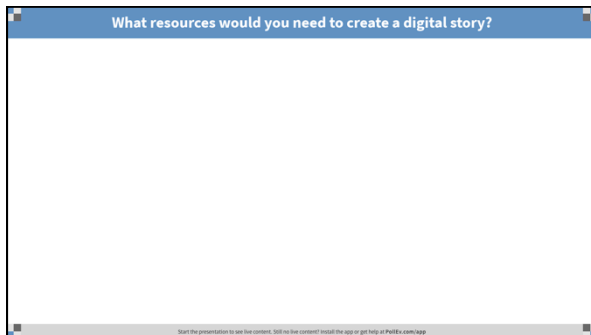 What resources would you need to create a digital story?
Start the presentation to see live content. Still no live content? Install the app or get help at PollEv.com/app